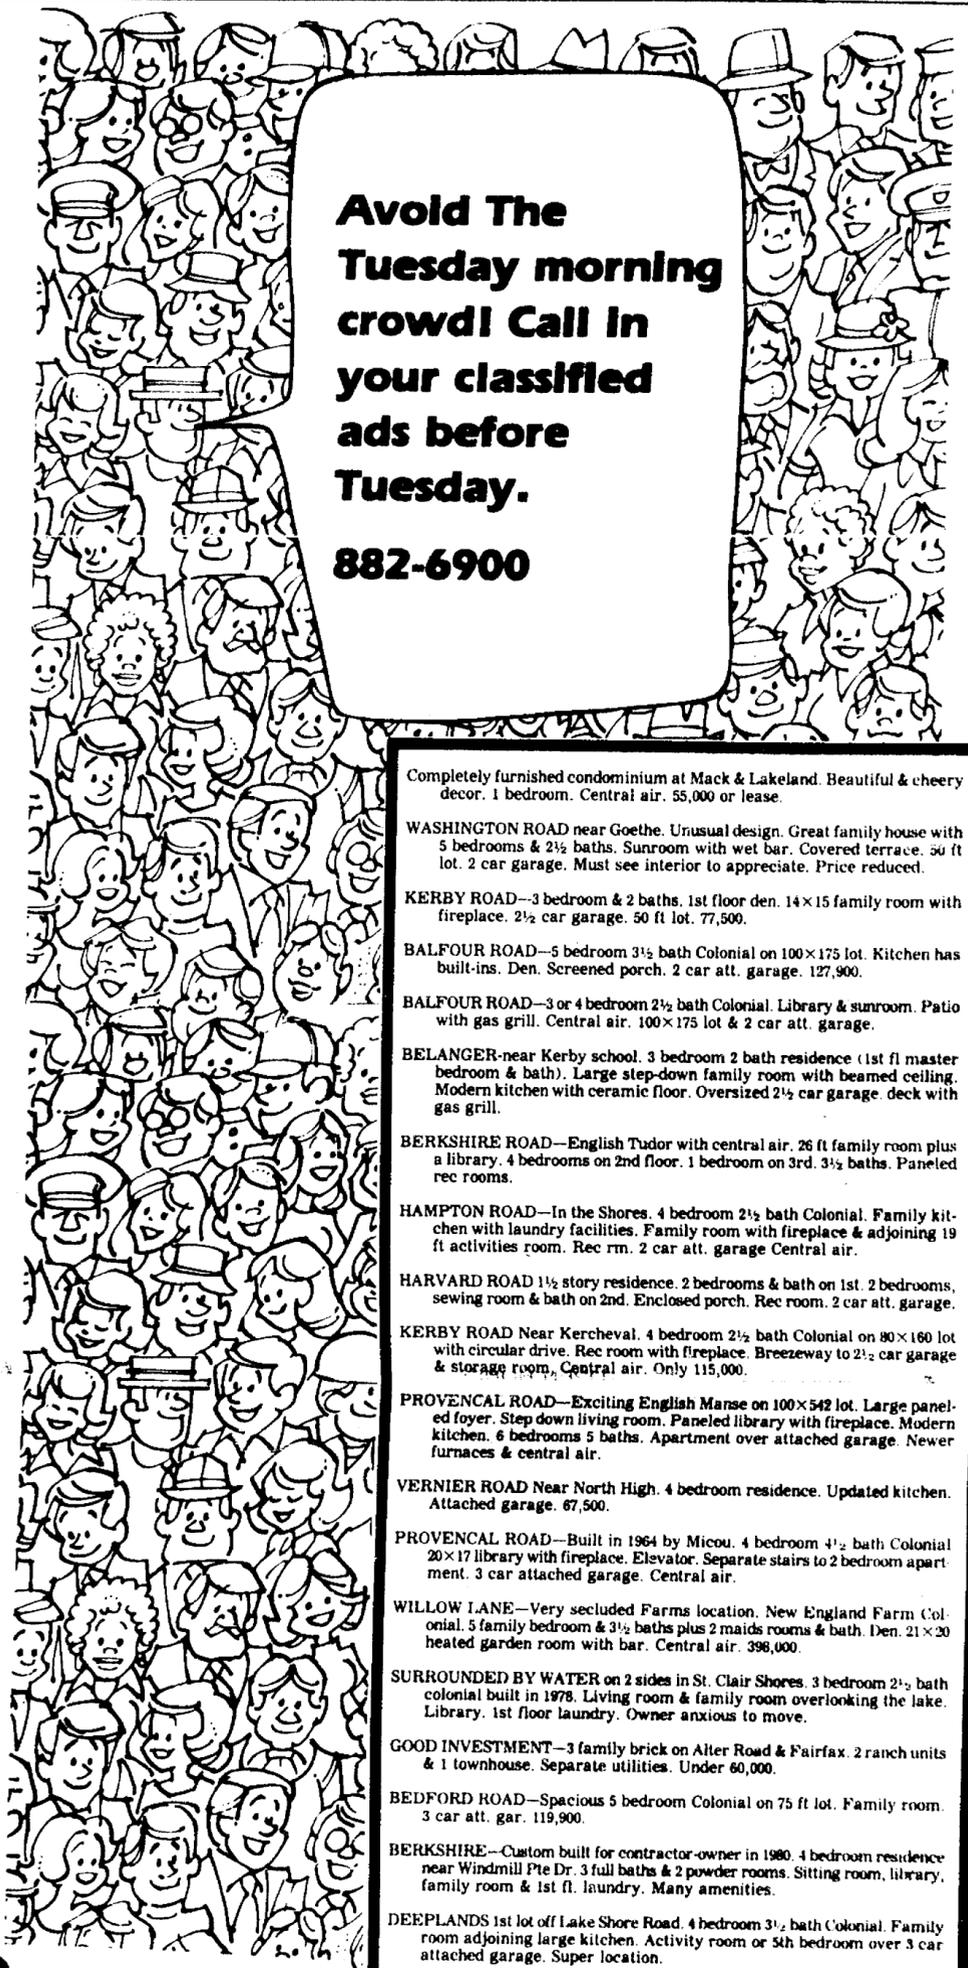 Avoid The
Tuesday morning
crowd! Call in
your classified
ads before
Tuesday.
882-6900
Completely furnished condominium at Mack & Lakeland. Beautiful & cheery
decor. 1 bedroom. Central air. 55,000 or lease.
WASHINGTON ROAD near Goethe. Unusual design. Great family house with
5 bedrooms & 2½ baths. Sunroom with wet bar. Covered terrace. 50 ft
lot. 2 car garage. Must see interior to appreciate. Price reduced.
KERBY ROAD—3 bedroom & 2 baths. 1st floor den. 14×15 family room with
fireplace. 2½ car garage. 50 ft lot. 77,500.
BALFOUR ROAD—5 bedroom 3½ bath Colonial on 100×175 lot. Kitchen has
built-ins. Den. Screened porch. 2 car att. garage. 127,900.
BALFOUR ROAD—3 or 4 bedroom 2½ bath Colonial. Library & sunroom. Patio
with gas grill. Central air. 100×175 lot & 2 car att. garage.
BELANGER-near Kerby school. 3 bedroom 2 bath residence (1st fl master
bedroom & bath). Large step-down family room with beamed ceiling.
Modern kitchen with ceramic floor. Oversized 2½ car garage. deck with
gas grill.
BERKSHIRE ROAD—English Tudor with central air. 26 ft family room plus
a library. 4 bedrooms on 2nd floor. 1 bedroom on 3rd. 3½ baths. Paneled
rec rooms.
HAMPTON ROAD—In the Shores. 4 bedroom 2½ bath Colonial. Family kit-
chen with laundry facilities. Family room with fireplace & adjoining 19
ft activities room. Rec rm. 2 car att. garage Central air.
HARVARD ROAD 1½ story residence. 2 bedrooms & bath on 1st. 2 bedrooms,
sewing room & bath on 2nd. Enclosed porch. Rec room. 2 car att. garage.
KERBY ROAD Near Kercheval. 4 bedroom 2½ bath Colonial on 80×160 lot
with circular drive. Rec room with fireplace. Breezeway to 2½ car garage
& storage room, Central air. Only 115,000.
PROVENCAL ROAD—Exciting English Manse on 100×542 lot. Large panel-
ed foyer. Step down living room. Paneled library with fireplace. Modern
kitchen. 6 bedrooms 5 baths. Apartment over attached garage. Newer
furnaces & central air.
VERNIER ROAD Near North High. 4 bedroom residence. Updated kitchen.
Attached garage. 67,500.
PROVENCAL ROAD—Built in 1964 by Micou. 4 bedroom 4½ bath Colonial
20×17 library with fireplace. Elevator. Separate stairs to 2 bedroom apart-
ment. 3 car attached garage. Central air.
WILLOW LANE—Very secluded Farms location. New England Farm Col-
onial. 5 family bedroom & 3½ baths plus 2 maids rooms & bath. Den. 21×20
heated garden room with bar. Central air. 398,000.
SURROUNDED BY WATER on 2 sides in St. Clair Shores. 3 bedroom 2½ bath
colonial built in 1978. Living room & family room overlooking the lake.
Library. 1st floor laundry. Owner anxious to move.
GOOD INVESTMENT—3 family brick on Alter Road & Fairfax. 2 ranch units
& 1 townhouse. Separate utilities. Under 60,000.
BEDFORD ROAD—Spacious 5 bedroom Colonial on 75 ft lot. Family room.
3 car att. gar. 119,900.
BERKSHIRE—Custom built for contractor-owner in 1980. 4 bedroom residence
near Windmill Pte Dr. 3 full baths & 2 powder rooms. Sitting room, library,
family room & 1st fl. laundry. Many amenities.
DEEPLANDS 1st lot off Lake Shore Road. 4 bedroom 3½ bath Colonial. Family
room adjoining large kitchen. Activity room or 5th bedroom over 3 car
attached garage. Super location.